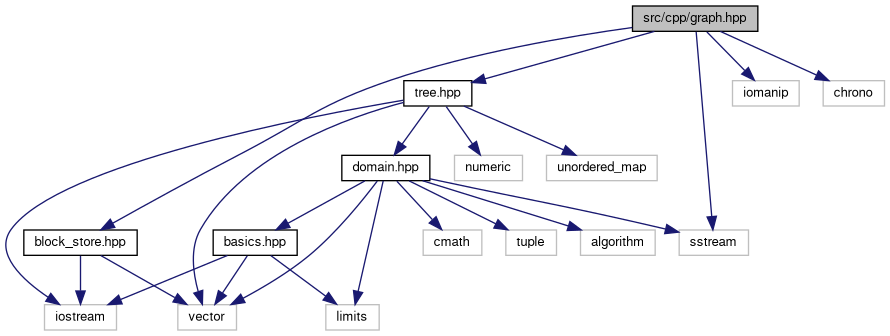 src/cpp/graph.hpp
tree.hpp
iomanip
chrono
domain.hpp
numeric
unordered_map
block_store.hpp
basics.hpp
cmath
tuple
algorithm
sstream
iostream
vector
limits